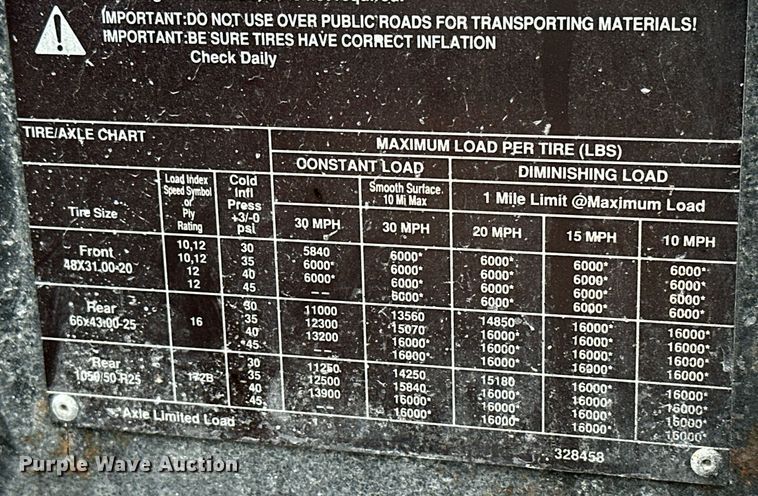 IMPORTANT:DO NOT USE OVER PUBLIC ROADS FOR TRANSPORTING MATERIALS!
IMPORTANT:BE SURE TIRES HAVE CORRECT INFLATION
Check Daily
TIRE/AXLE CHART
MAXIMUM LOAD PER TIRE (LBS)
CONSTANT LOAD DIMINISHING LOAD
Tire Size
Load Index
Speed Symbol
or
Ply
Rating
Cold
Infl
Press
+3/-0
psi
Smooth Surface
10 Mi Max
1 Mile Limit @Maximum Load
30 MPH 30 MPH 20 MPH 15 MPH 10 MPH
Front
48X31.00-20
10,12 30 5840 6000* 6000* 6000* 6000*
10,12 35 6000* 6000* 6000* 6000* 6000*
12 40 6000* 6000* 6000* 6000* 6000*
12 45 -- 6000* 6000* 6000* 6000*
Rear
66x43.00-25
16
30 11000 13560 14850 16000* 16000*
35 12300 15070 16000* 16000* 16000*
40 13200 16000* 16000* 16000* 16000*
45 -- 16000* 16000* 16000*
Rear
1050/50 R25
172B
30 11250 14250 15180 16000* 16000*
35 12500 15840 16000* 16000* 16000*
40 13900 16000* 16000* 16000* 16000*
45 -- 16000* 16000* 16000* 16000*
*Axle Limited Load
328458
Purple Wave Auction